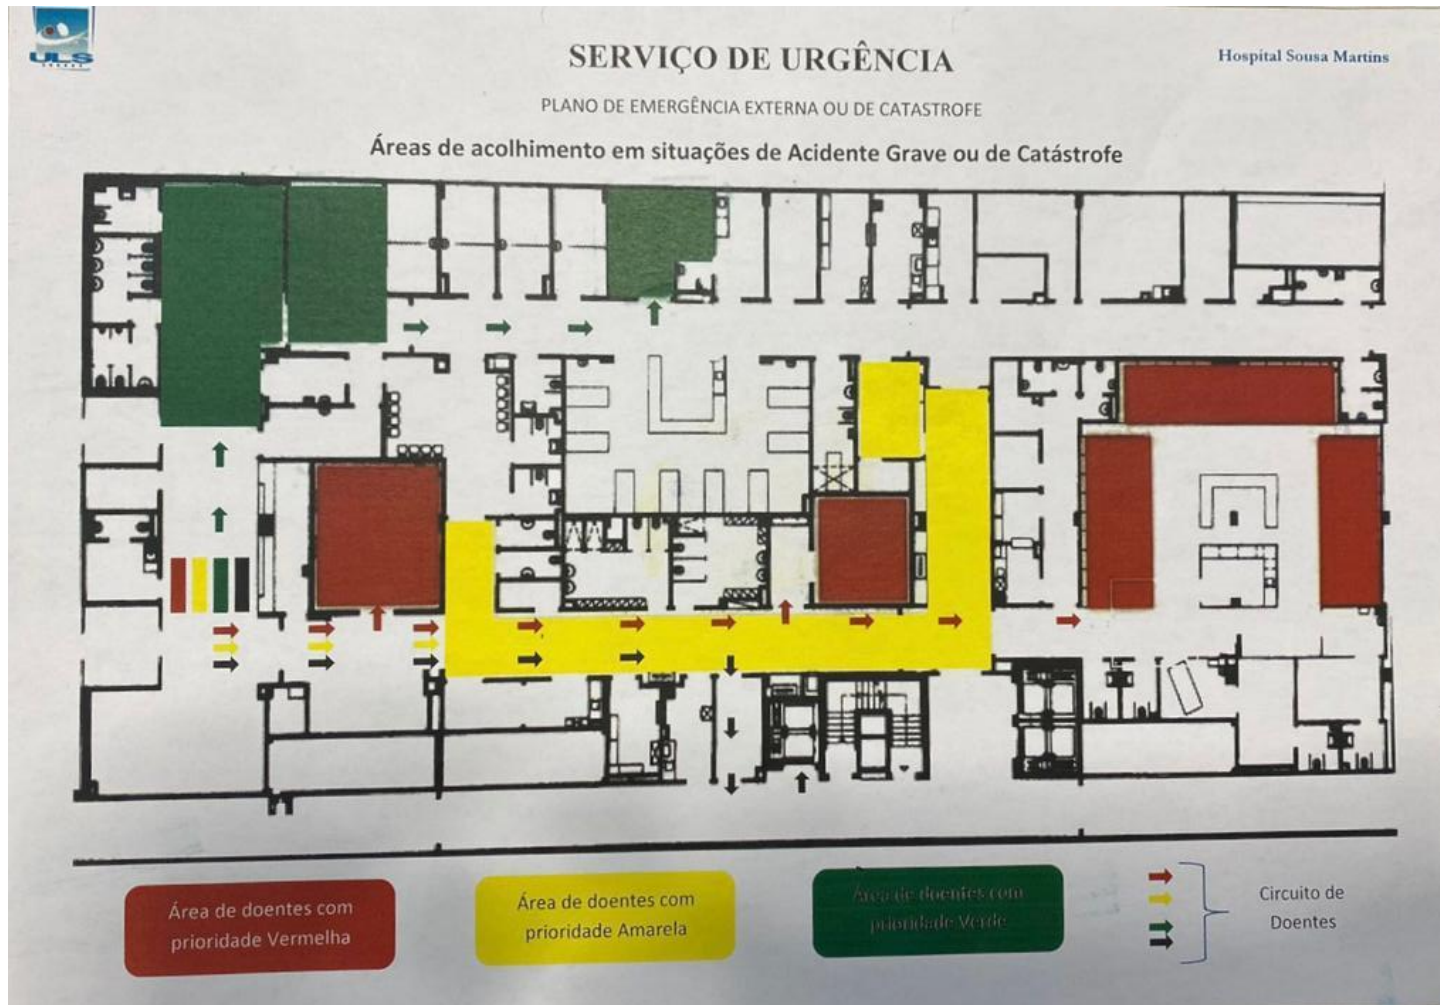 ULS
SERVIÇO DE URGÊNCIA
Hospital Sousa Martins
PLANO DE EMERGÊNCIA EXTERNA OU DE CATASTROFE
Áreas de acolhimento em situações de Acidente Grave ou de Catástrofe
Área de doentes com
prioridade Vermelha
Área de doentes com
prioridade Amarela
Área de doentes com
prioridade Verde
Circuito de
Doentes